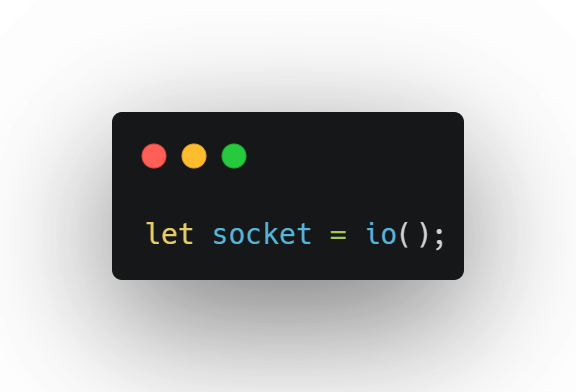 let socket = io();